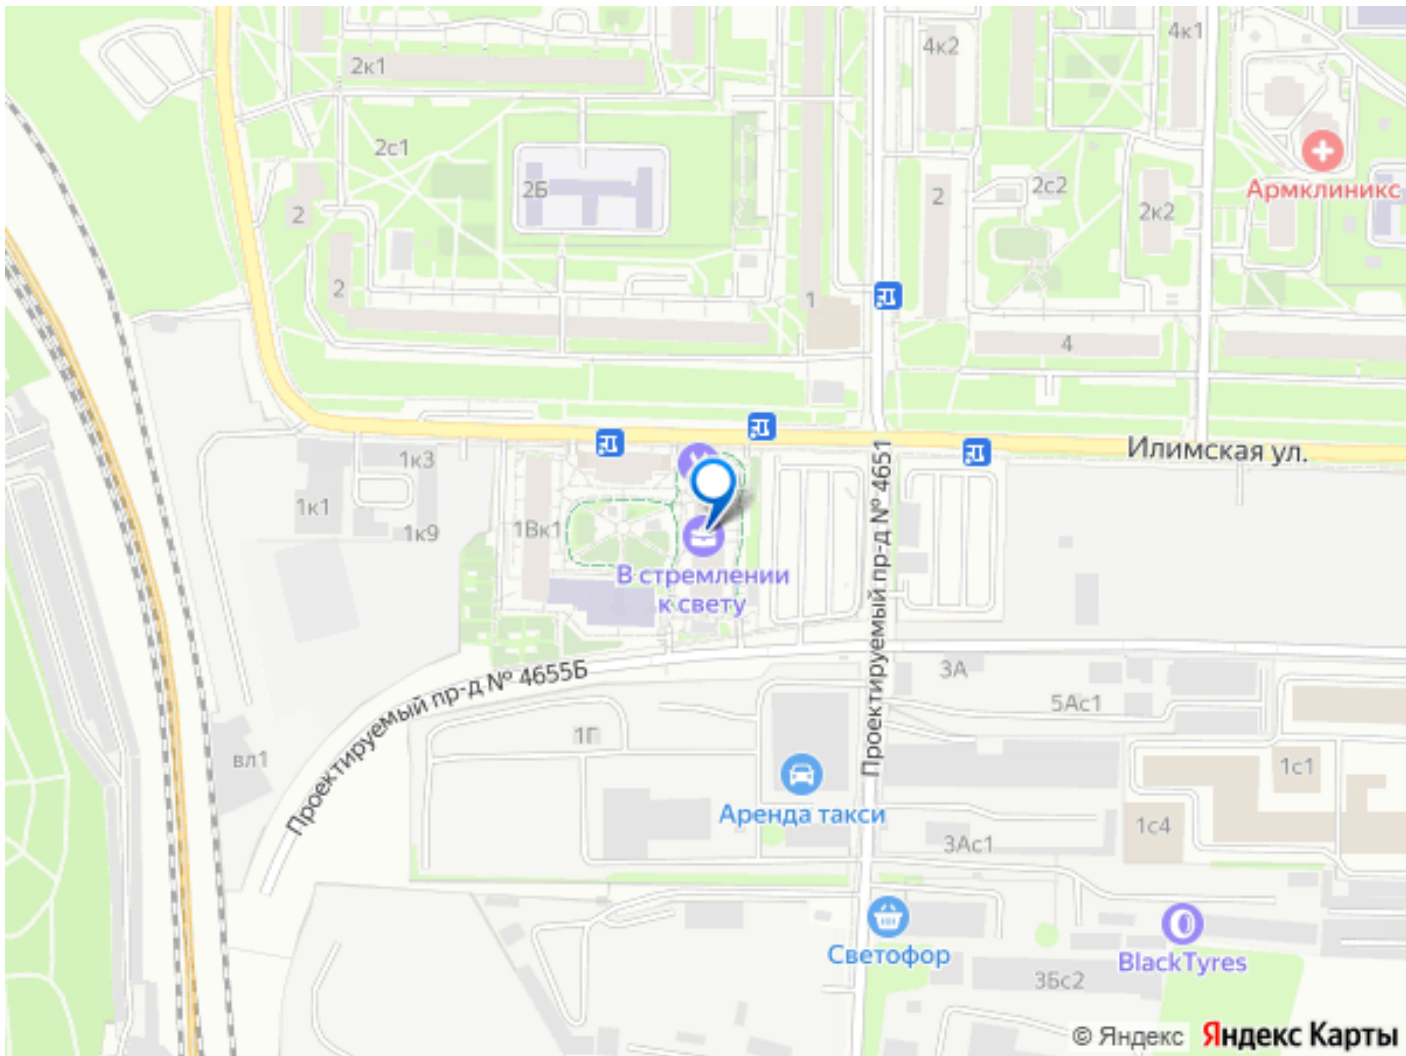 4к1
4к2
2к1
2с1
Армклиникс
2Б
2с2
2
2
2к2
2
1
4
Илимская ул.
1к3
1к1
1к9
1Вк1
Проектируемый пр-д № 4651
В стремлении
к свету
Проектируемый пр-д № 4655Б
3А
5Ас1
1Г
вл1
1с1
Аренда такси
1с4
3Ас1
Светофор
BlackTyres
3Бс2
© Яндекс Яндекс Карты